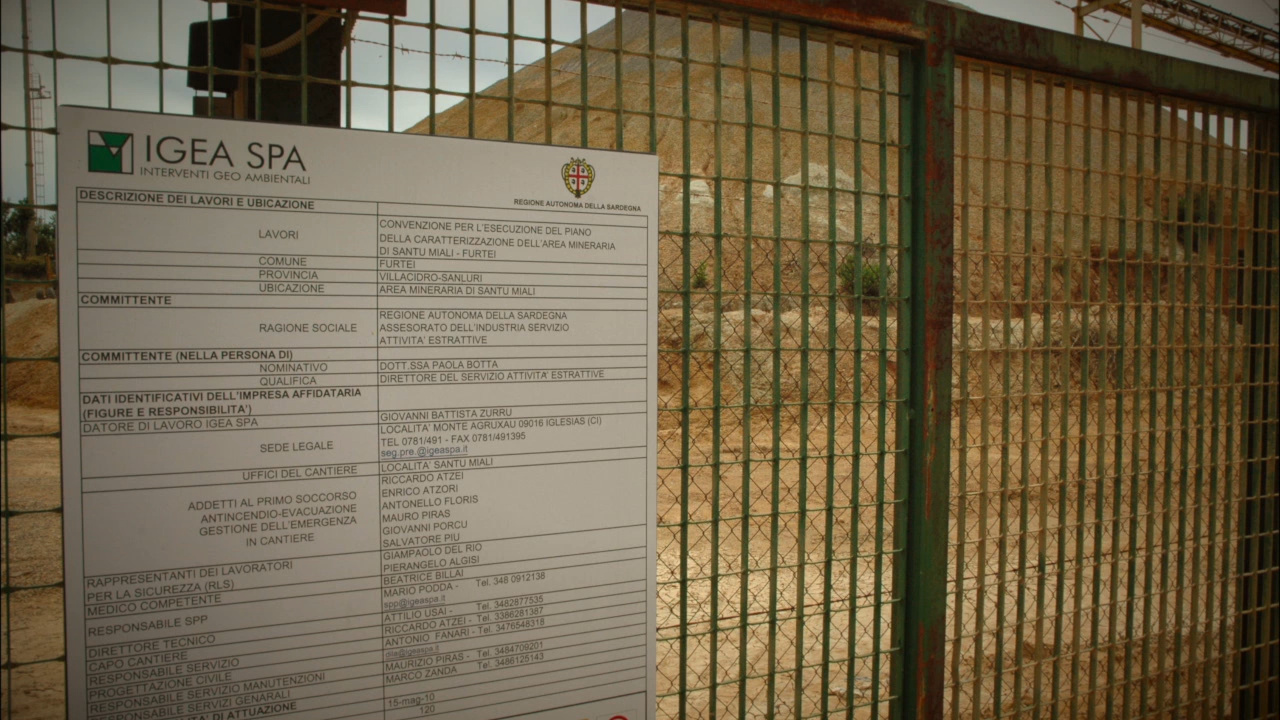 IGEA SPA
INTERVENTI GEO AMBIENTALI
REGIONE AUTONOMA DELLA SARDEGNA
DESCRIZIONE DEI LAVORI E UBICAZIONE
LAVORI
CONVENZIONE PER L'ESECUZIONE DEL PIANO
DELLA CARATTERIZZAZIONE DELL'AREA MINERARIA
DI SANTU MIALI - FURTEI
COMUNE FURTEI
PROVINCIA VILLACIDRO-SANLURI
UBICAZIONE AREA MINERARIA DI SANTU MIALI
COMMITTENTE
RAGIONE SOCIALE
REGIONE AUTONOMA DELLA SARDEGNA
ASSESORATO DELL'INDUSTRIA SERVIZIO
ATTIVITA' ESTRATTIVE
COMMITTENTE (NELLA PERSONA DI)
NOMINATIVO DOTT.SSA PAOLA BOTTA
QUALIFICA DIRETTORE DEL SERVIZIO ATTIVITA' ESTRATTIVE
DATI IDENTIFICATIVI DELL'IMPRESA AFFIDATARIA
(FIGURE E RESPONSIBILITA')
DATORE DI LAVORO IGEA SPA GIOVANNI BATTISTA ZURRU
SEDE LEGALE
LOCALITA' MONTE AGRUXAU 09016 IGLESIAS (CI)
TEL 0781/491 - FAX 0781/491395
seg.pre.@igeaspa.it
UFFICI DEL CANTIERE LOCALITA' SANTU MIALI
ADDETTI AL PRIMO SOCCORSO
ANTINCENDIO-EVACUAZIONE
GESTIONE DELL'EMERGENZA
IN CANTIERE
RICCARDO ATZEI
ENRICO ATZORI
ANTONELLO FLORIS
MAURO PIRAS
GIOVANNI PORCU
SALVATORE PIU
RAPPRESENTANTI DEI LAVORATORI
PER LA SICUREZZA (RLS)
GIAMPAOLO DEL RIO
PIERANGELO ALGISI
MEDICO COMPETENTE BEATRICE BILLAI
RESPONSABILE SPP
MARIO PODDA - Tel. 348 0912138
spp@igeaspa.it
DIRETTORE TECNICO ATTILIO USAI - Tel. 3482877535
CAPO CANTIERE RICCARDO ATZEI - Tel. 3386281387
RESPONSABILE SERVIZIO
PROGETTAZIONE CIVILE
ANTONIO FANARI - Tel. 3476548318
@igeaspa.it
RESPONSABILE SERVIZIO MANUTENZIONI MAURIZIO PIRAS - Tel. 3484709201
RESPONSABILE SERVIZI GENARALI MARCO ZANDA Tel. 3486125143
DI ATTUAZIONE
15-mag-10
120